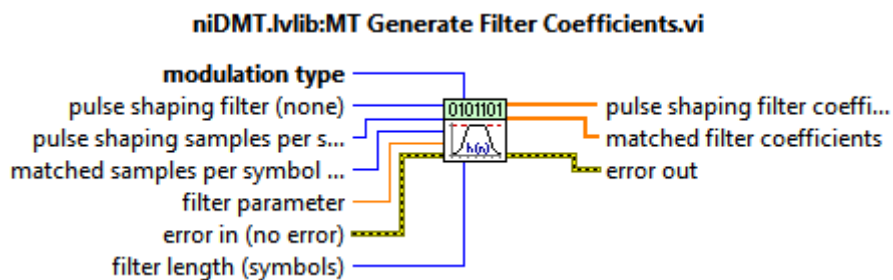 niDMT.lvlib:MT Generate Filter Coefficients.vi
modulation type
pulse shaping filter (none)
pulse shaping samples per s...
matched samples per symbol ...
filter parameter
error in (no error)
filter length (symbols)
0101101
h(n)
pulse shaping filter coeffi...
matched filter coefficients
error out